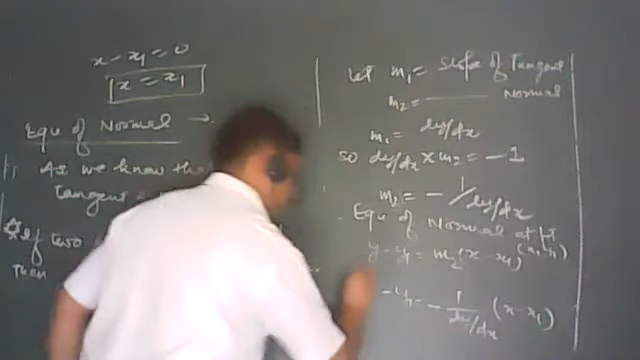 x - x₁ = 0
x = x₁
Equ of Normal →
As we know that
tangent
If two
Then
Let m₁ = Slope of Tangent
m₂ = ——— Normal
m₁ = dy/dx
so dy/dx × m₂ = -1
m₂ = - 1/dy/dx
Equ of Normal at pt
(x₁, y₁)
y - y₁ = m₂(x - x₁)
- y₁ = - 1/dy/dx (x - x₁)